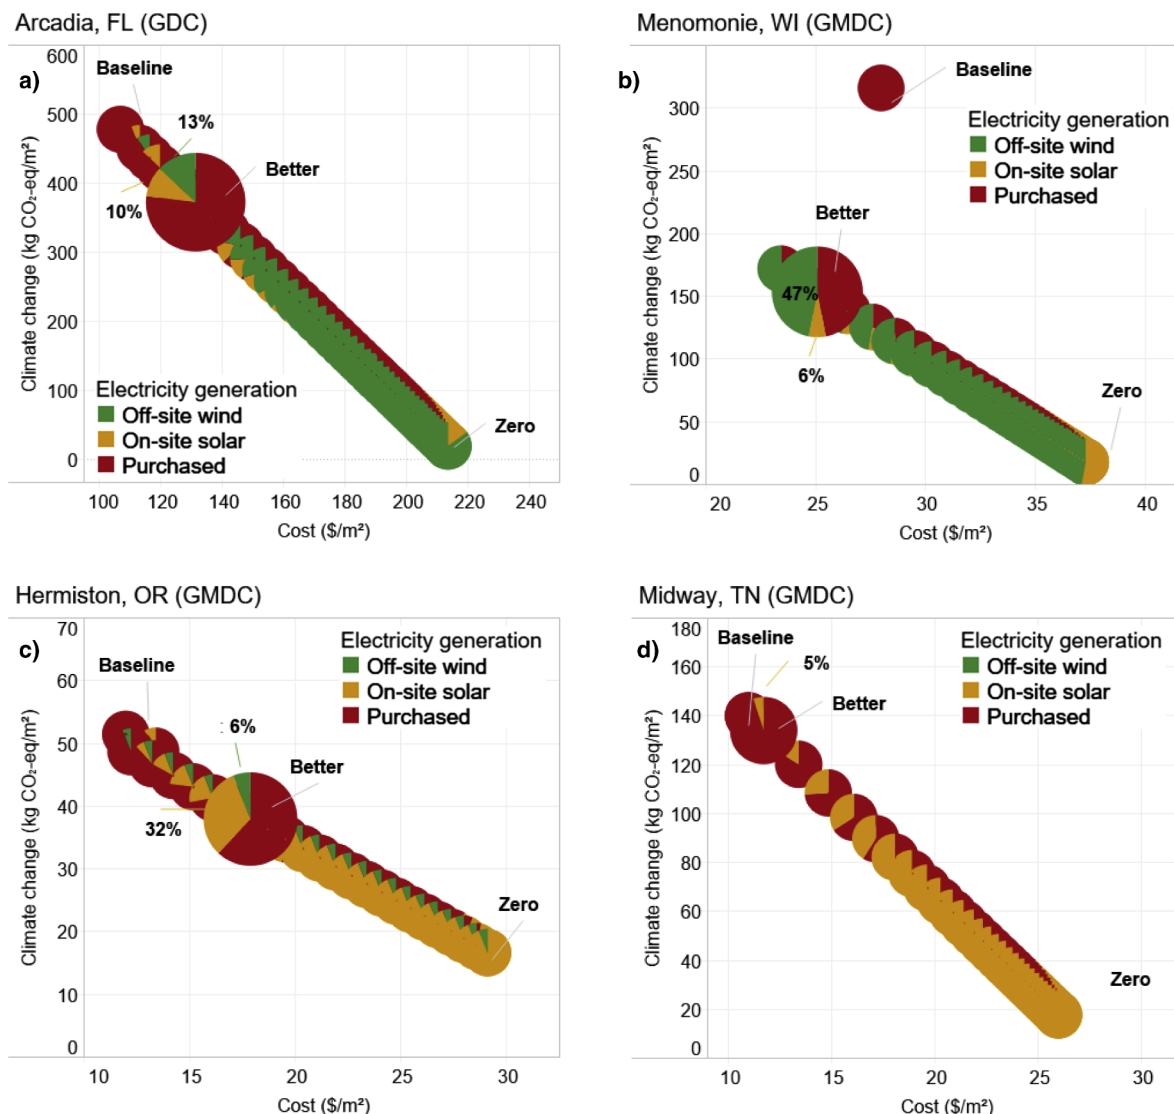 Arcadia, FL (GDC)
a)
Climate change (kg CO₂-eq/m²)
600
500
400
300
200
100
0
Baseline
13%
Better
10%
Electricity generation
Off-site wind
On-site solar
Purchased
Zero
100
120
140
160
180
200
220
240
Cost ($/m²)
Menomonie, WI (GMDC)
b)
Climate change (kg CO₂-eq/m²)
300
250
200
150
100
50
0
Baseline
Electricity generation
Off-site wind
On-site solar
Purchased
Better
47%
6%
Zero
20
25
30
35
40
Cost ($/m²)
Hermiston, OR (GMDC)
c)
Climate change (kg CO₂-eq/m²)
70
60
50
40
30
20
10
0
Electricity generation
Off-site wind
On-site solar
Purchased
Baseline
6%
Better
32%
Zero
10
15
20
25
30
Cost ($/m²)
Midway, TN (GMDC)
d)
Climate change (kg CO₂-eq/m²)
180
160
140
120
100
80
60
40
20
0
Baseline
5%
Better
Electricity generation
Off-site wind
On-site solar
Purchased
Zero
10
15
20
25
30
Cost ($/m²)